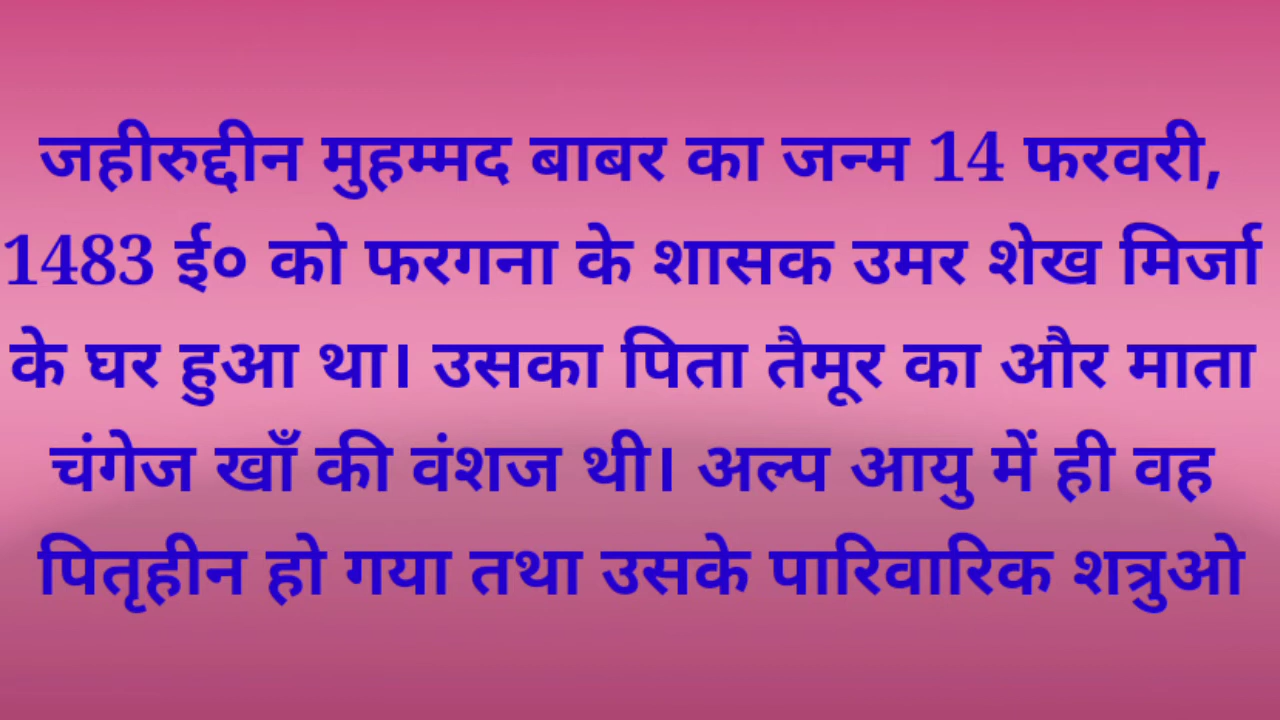 जहीरुद्दीन मुहम्मद बाबर का जन्म 14 फरवरी,
1483 ई० को फरगना के शासक उमर शेख मिर्जा
के घर हुआ था। उसका पिता तैमूर का और माता
चंगेज खाँ की वंशज थी। अल्प आयु में ही वह
पितृहीन हो गया तथा उसके पारिवारिक शत्रुओ